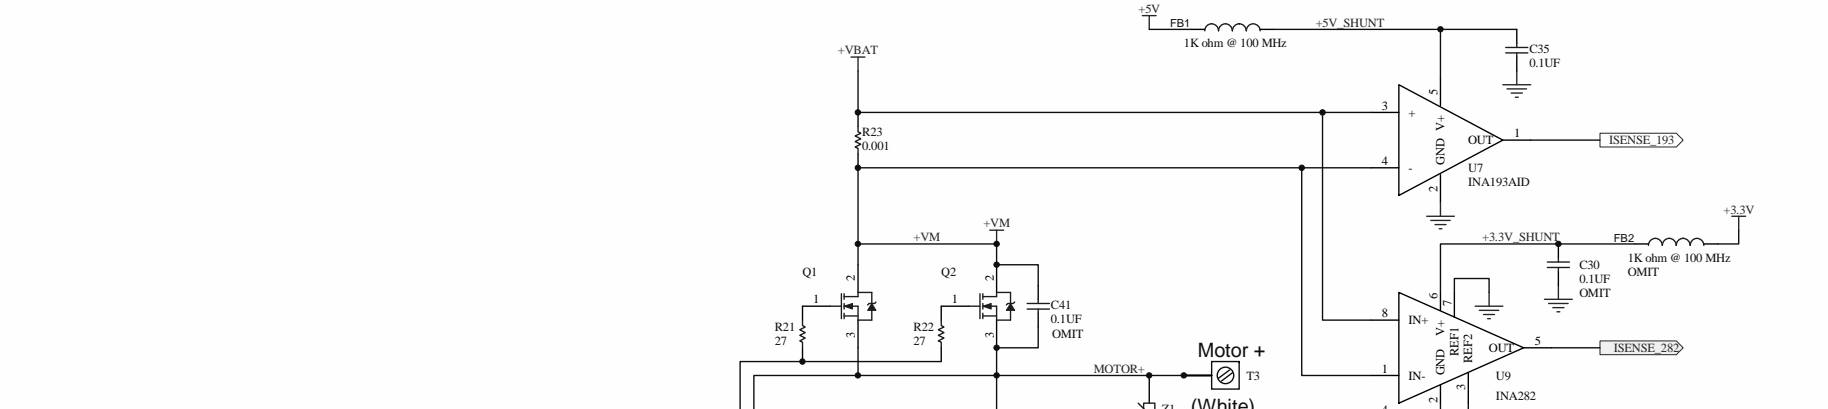 +5V
FB1
+5V_SHUNT
1K ohm @ 100 MHz
C35
0.1UF
+VBAT
R23
0.001
3
+
5
V+
GND
OUT
1
ISENSE_193
4
-
2
U7
INA193AID
+3.3V
+VM
+VM
+3.3V_SHUNT
FB2
1K ohm @ 100 MHz
OMIT
C30
0.1UF
OMIT
Q1
2
1
3
R21
27
Q2
2
1
3
R22
27
C41
0.1UF
OMIT
6
7
8
IN+
V+
REF1
REF2
GND
OUT
5
ISENSE_282
1
IN-
2
3
U9
INA282
MOTOR+
Motor +
T3
(White)
Z1
4